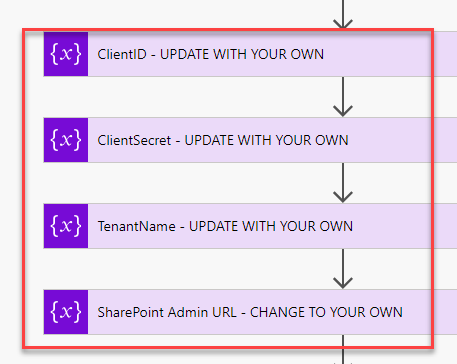 {x} ClientID - UPDATE WITH YOUR OWN
{x} ClientSecret - UPDATE WITH YOUR OWN
{x} TenantName - UPDATE WITH YOUR OWN
{x} SharePoint Admin URL - CHANGE TO YOUR OWN